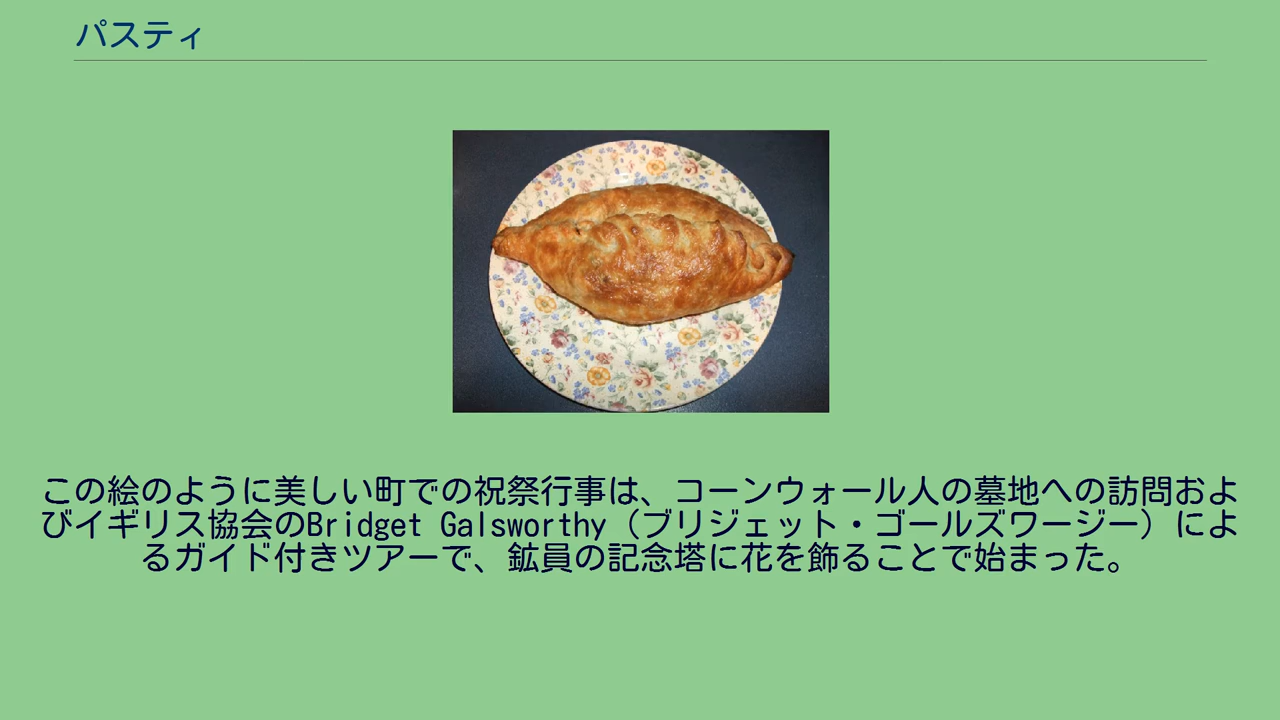 パスティ
この絵のように美しい町での祝祭行事は、コーンウォール人の墓地への訪問およ
びイギリス協会のBridget Galsworthy（ブリジェット・ゴールズワージー）によ
るガイド付きツアーで、鉱員の記念塔に花を飾ることで始まった。